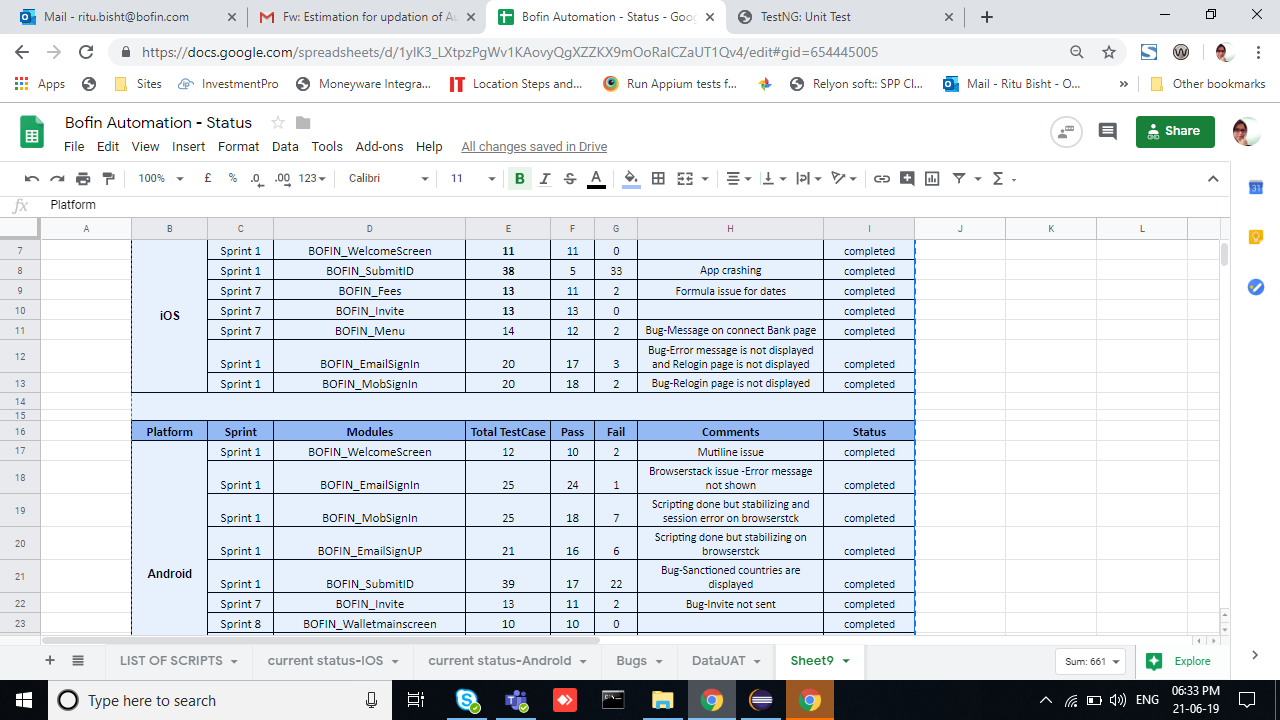 Mail - ritu.bisht@bofin.com
Fw: Estimation for updation of Au
Bofin Automation - Status - Goog
TestNG: Unit Test
https://docs.google.com/spreadsheets/d/1ylK3_LXtpzPgWv1KAovyQgXZZKX9mOoRalCZaUT1Qv4/edit#gid=654445005
Apps Sites InvestmentPro Moneyware Integra... Location Steps and... Run Appium tests f... Relyon soft:: SPP Cl... Mail - Ritu Bisht - O... » Other bookmarks
Bofin Automation - Status
File Edit View Insert Format Data Tools Add-ons Help All changes saved in Drive
Share
100% £ % .0 .00 123 Calibri 11 B I S A Σ
fx Platform
A B C D E F G H I J K L
7 Sprint 1 BOFIN_WelcomeScreen 11 11 0 completed
8 Sprint 1 BOFIN_SubmitID 38 5 33 App crashing completed
9 Sprint 7 BOFIN_Fees 13 11 2 Formula issue for dates completed
10 iOS Sprint 7 BOFIN_Invite 13 13 0 completed
11 Sprint 7 BOFIN_Menu 14 12 2 Bug-Message on connect Bank page completed
12 Sprint 1 BOFIN_EmailSignIn 20 17 3 Bug-Error message is not displayed and Relogin page is not displayed completed
13 Sprint 1 BOFIN_MobSignIn 20 18 2 Bug-Relogin page is not displayed completed
14
15
16 Platform Sprint Modules Total TestCase Pass Fail Comments Status
17 Sprint 1 BOFIN_WelcomeScreen 12 10 2 Mutiline issue completed
18 Sprint 1 BOFIN_EmailSignIn 25 24 1 Browserstack issue -Error message not shown completed
19 Sprint 1 BOFIN_MobSignIn 25 18 7 Scripting done but stabilizing and session error on browserstck completed
20 Sprint 1 BOFIN_EmailSignUP 21 16 6 Scripting done but stabilizing on browserstck completed
21 Android Sprint 1 BOFIN_SubmitID 39 17 22 Bug-Sanctioned countries are displayed completed
22 Sprint 7 BOFIN_Invite 13 11 2 Bug-Invite not sent completed
23 Sprint 8 BOFIN_Walletmainscreen 10 10 0 completed
LIST OF SCRIPTS current status-IOS current status-Android Bugs DataUAT Sheet9 Sum: 661 Explore
Type here to search
ENG 06:33 PM
21-06-19